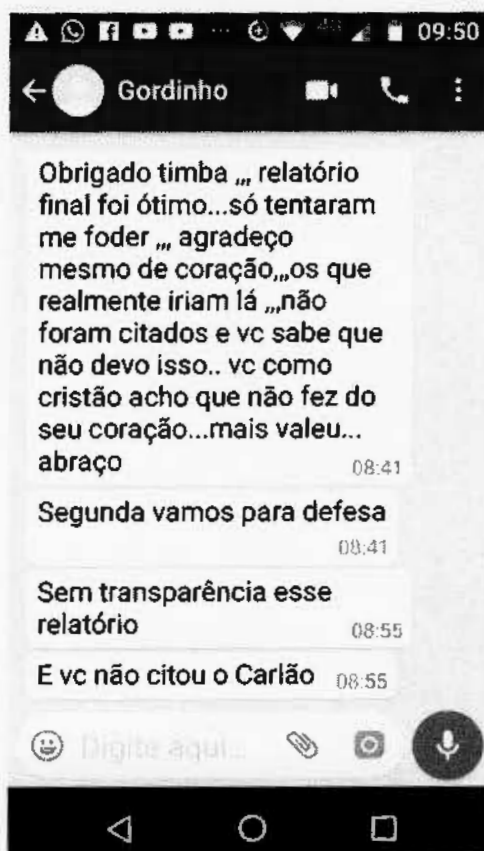 09:50
Gordinho
Obrigado timba ,,, relatório
final foi ótimo...só tentaram
me foder ,,, agradeço
mesmo de coração,,,os que
realmente iriam lá ,,,não
foram citados e vc sabe que
não devo isso.. vc como
cristão acho que não fez do
seu coração...mais valeu...
abraço
08:41
Segunda vamos para defesa
08:41
Sem transparência esse
relatório
08:55
E vc não citou o Carlão 08:55
Digite aqui...